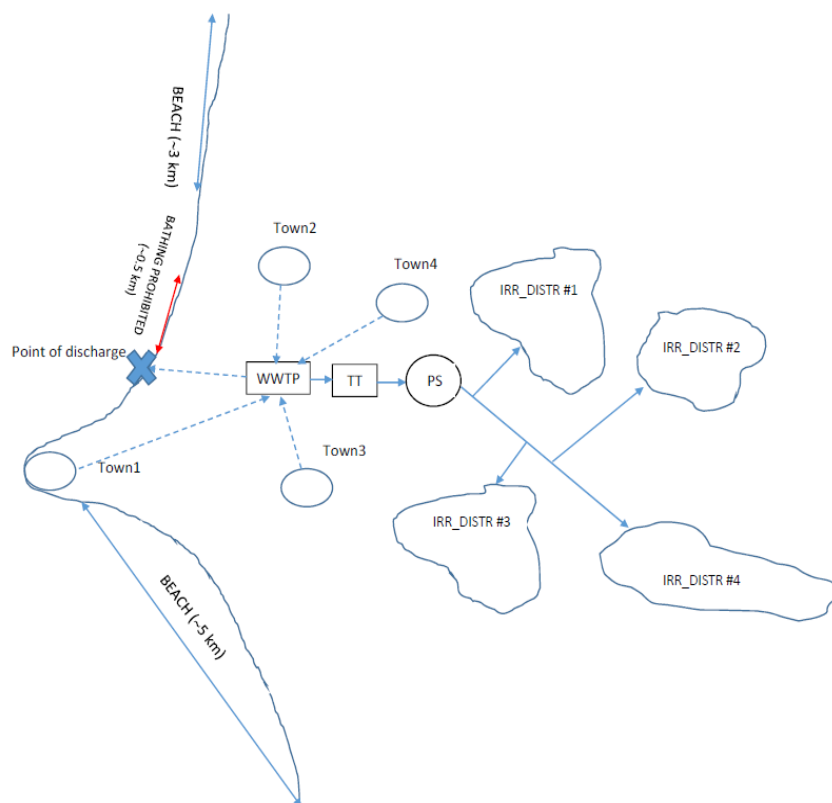 BEACH (~3 km)
BATHING PROHIBITED
(~0.5 km)
Town2
Town4
IRR_DISTR #1
IRR_DISTR #2
Point of discharge
WWTP
TT
PS
Town3
Town1
IRR_DISTR #3
IRR_DISTR #4
BEACH (~5 km)